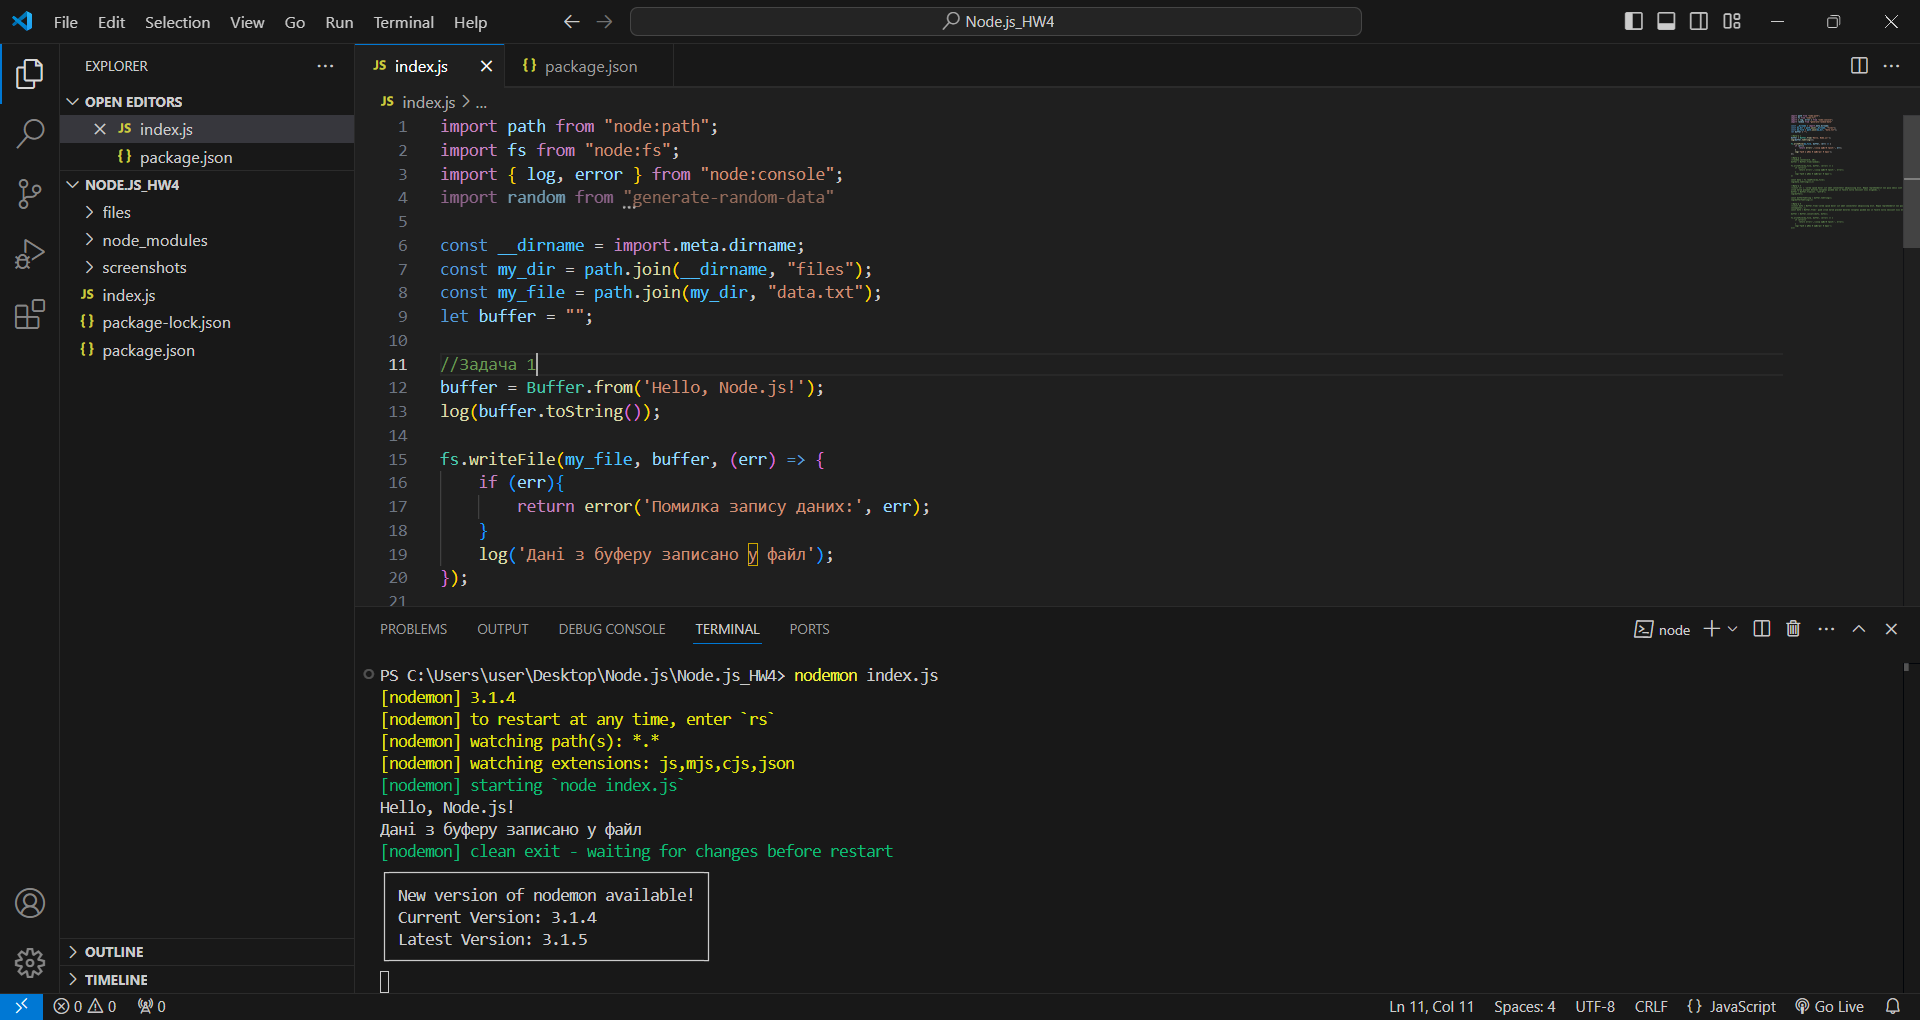 File Edit Selection View Go Run Terminal Help
Node.js_HW4
EXPLORER
OPEN EDITORS
JS index.js
{} package.json
NODE.JS_HW4
files
node_modules
screenshots
JS index.js
{} package-lock.json
{} package.json
OUTLINE
TIMELINE
JS index.js
{} package.json
JS index.js > ...
1 import path from "node:path";
2 import fs from "node:fs";
3 import { log, error } from "node:console";
4 import random from "generate-random-data"
5
6 const __dirname = import.meta.dirname;
7 const my_dir = path.join(__dirname, "files");
8 const my_file = path.join(my_dir, "data.txt");
9 let buffer = "";
10
11 //Задача 1
12 buffer = Buffer.from('Hello, Node.js!');
13 log(buffer.toString());
14
15 fs.writeFile(my_file, buffer, (err) => {
16 if (err){
17 return error('Помилка запису даних:', err);
18 }
19 log('Дані з буферу записано у файл');
20 });
21
PROBLEMS OUTPUT DEBUG CONSOLE TERMINAL PORTS
node
PS C:\Users\user\Desktop\Node.js\Node.js_HW4> nodemon index.js
[nodemon] 3.1.4
[nodemon] to restart at any time, enter `rs`
[nodemon] watching path(s): *.*
[nodemon] watching extensions: js,mjs,cjs,json
[nodemon] starting `node index.js`
Hello, Node.js!
Дані з буферу записано у файл
[nodemon] clean exit - waiting for changes before restart
New version of nodemon available!
Current Version: 3.1.4
Latest Version: 3.1.5
0 0 0
Ln 11, Col 11 Spaces: 4 UTF-8 CRLF {} JavaScript Go Live